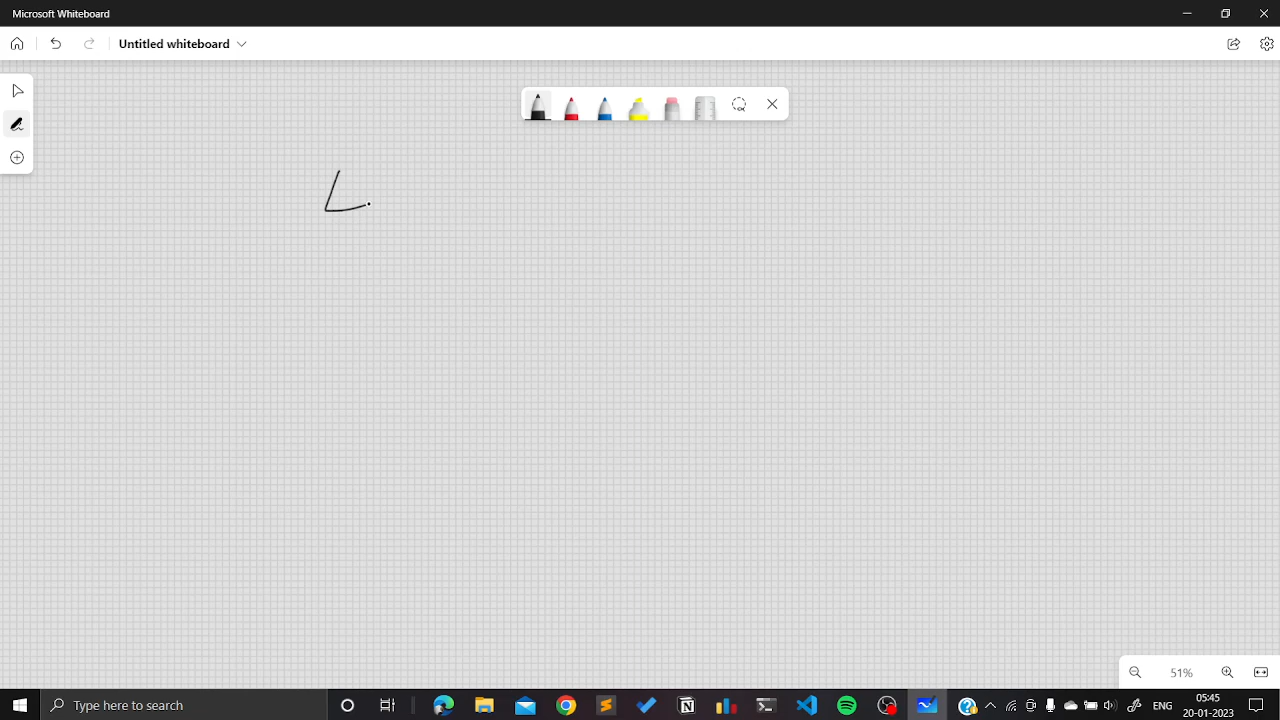 Microsoft Whiteboard
Untitled whiteboard
L
51%
Type here to search
ENG
05:45
20-01-2023